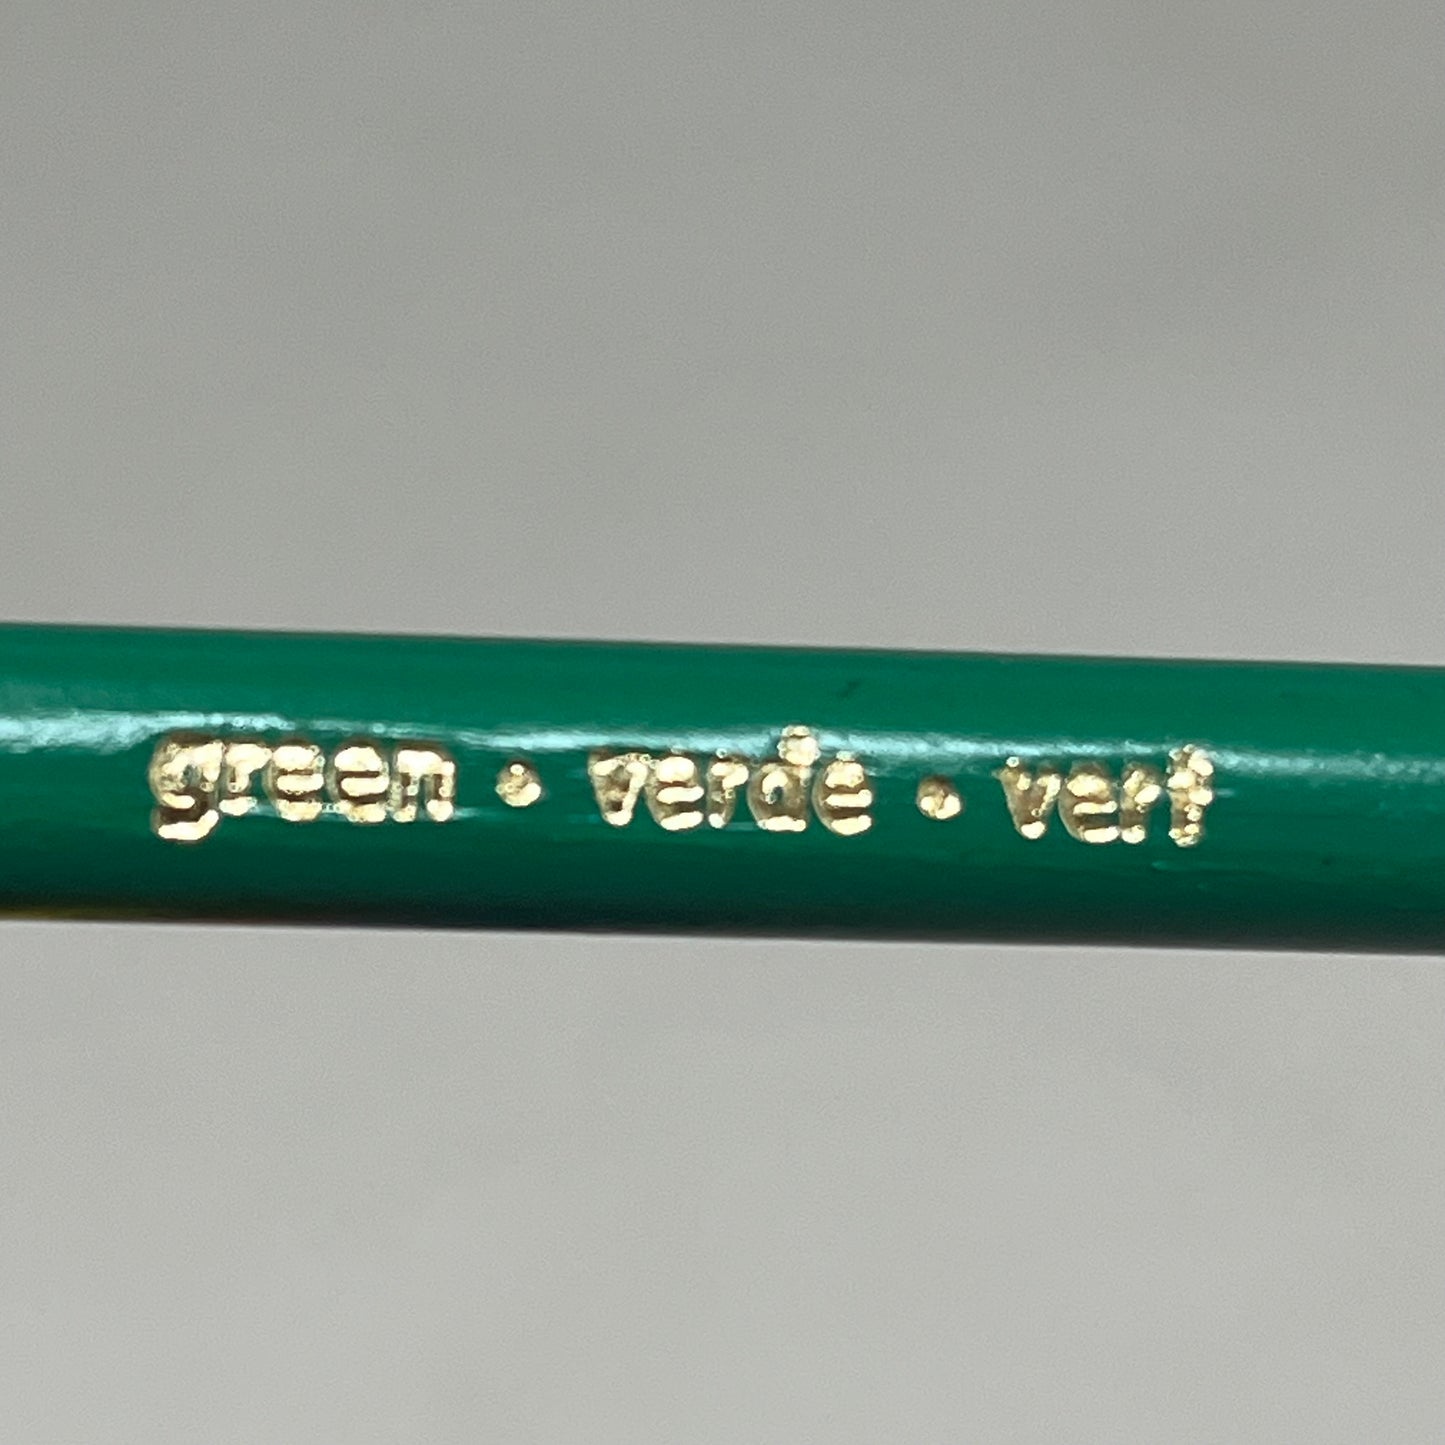 green • verde • vert